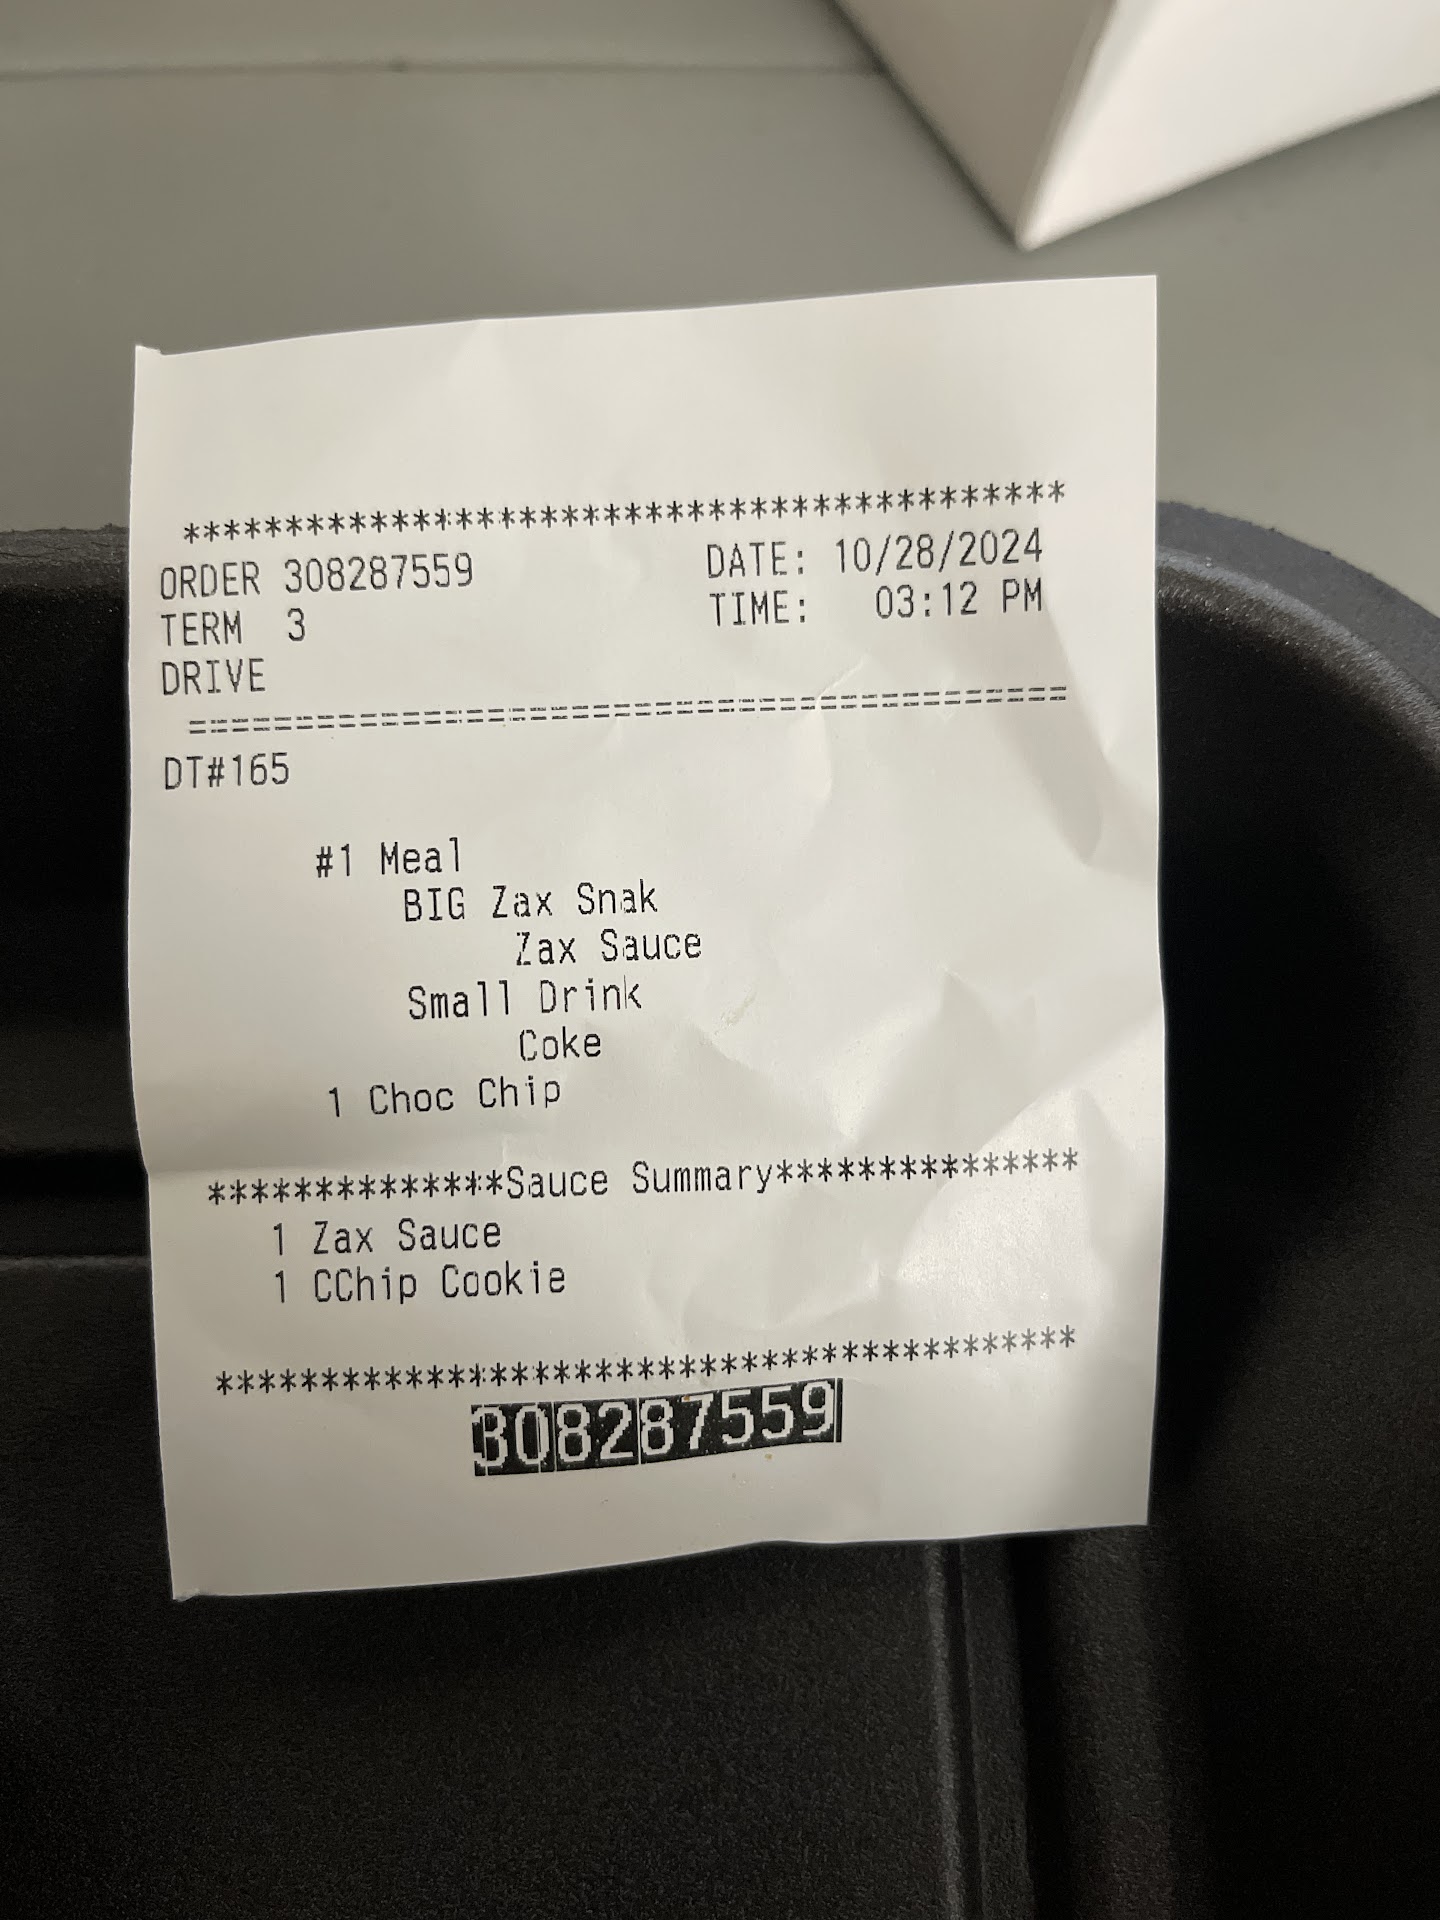 ******************************************
ORDER 308287559 DATE: 10/28/2024
TERM 3 TIME: 03:12 PM
DRIVE
==========================================
DT#165
#1 Meal
BIG Zax Snak
Zax Sauce
Small Drink
Coke
1 Choc Chip
**************Sauce Summary***************
1 Zax Sauce
1 CChip Cookie
******************************************
308287559